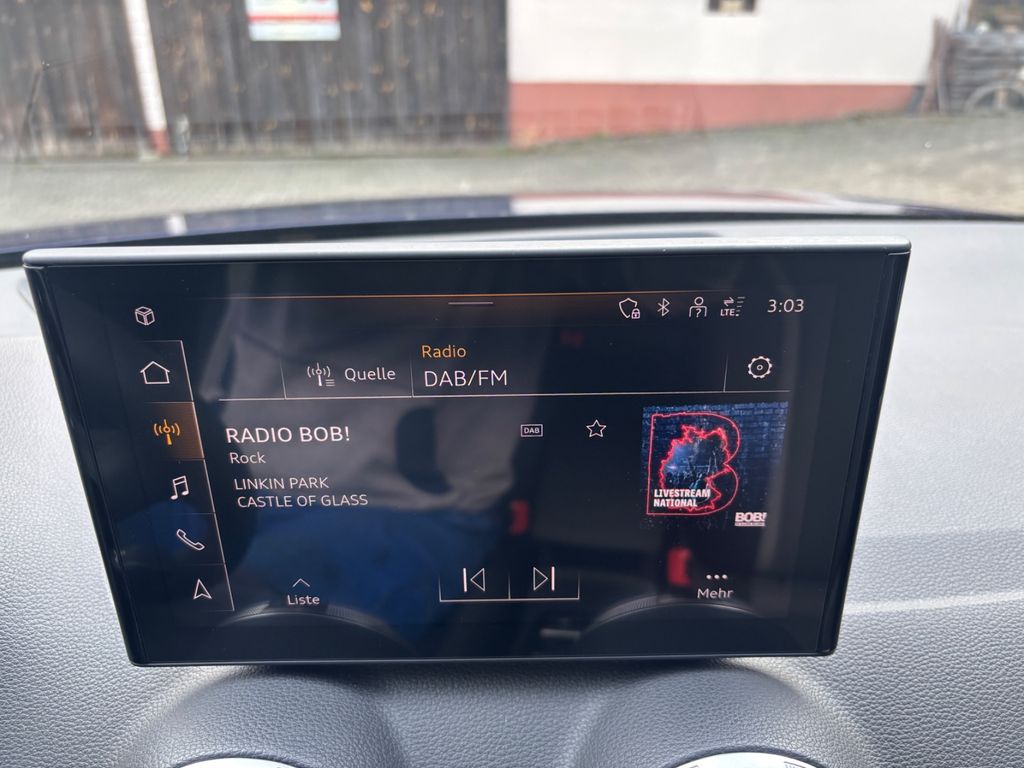 LTE
3:03
Radio
Quelle
DAB/FM
RADIO BOB!
DAB
Rock
LINKIN PARK
CASTLE OF GLASS
B
LIVESTREAM
NATIONAL
BOB!
Liste
Mehr